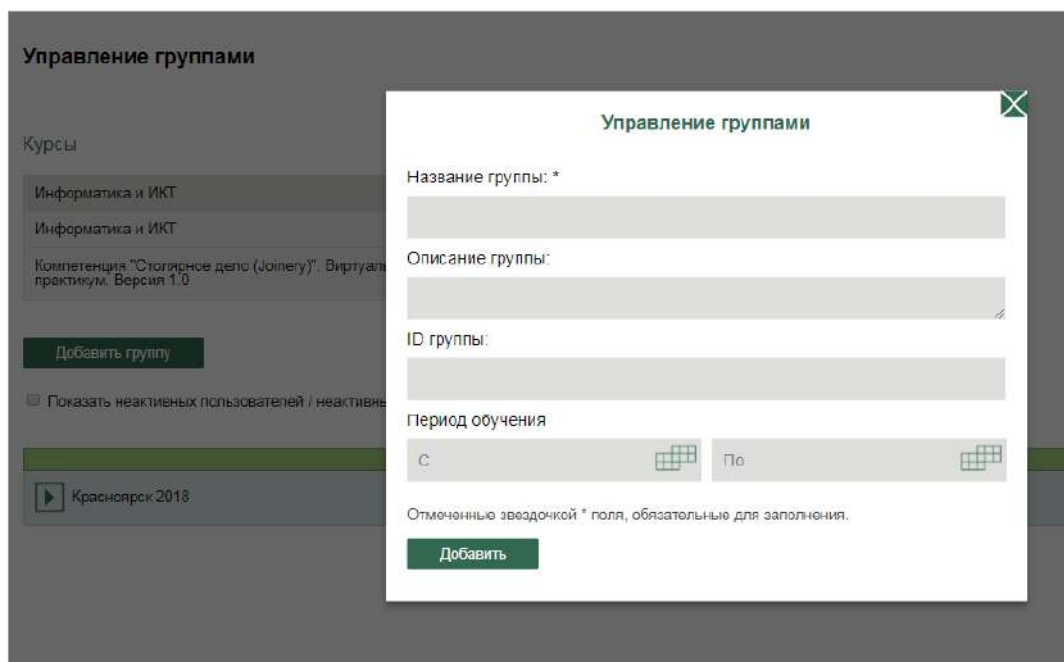 Управление группами
Курсы
Информатика и ИКТ
Информатика и ИКТ
Компетенция "Столярное дело (Joinery)". Виртуаль
практикум. Версия 1.0
Добавить группу
Показать неактивных пользователей / неактивны
Красноярск 2018
Управление группами
Название группы: *
Описание группы:
ID группы:
Период обучения
С
По
Отмеченные звездочкой * поля, обязательные для заполнения.
Добавить